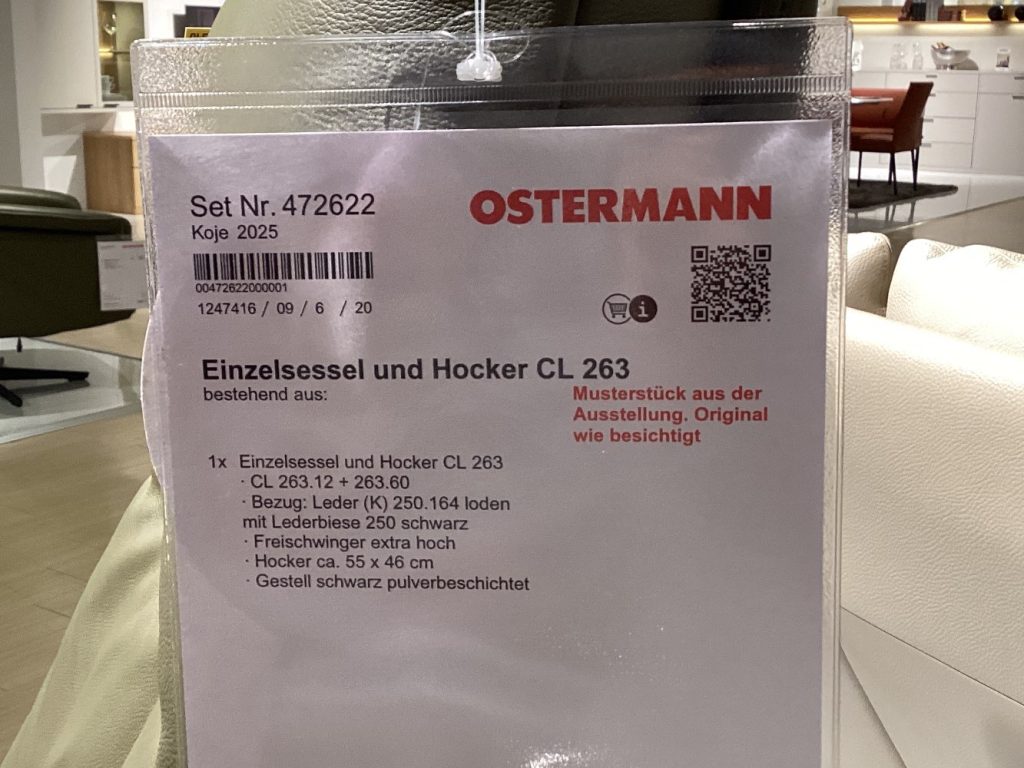 Set Nr. 472622
OSTERMANN
Koje 2025
00472622000001
1247416 / 09 / 6 / 20
Einzelsessel und Hocker CL 263
bestehend aus:
Musterstück aus der
Ausstellung. Original
wie besichtigt
1x Einzelsessel und Hocker CL 263
· CL 263.12 + 263.60
· Bezug: Leder (K) 250.164 loden
mit Lederbiese 250 schwarz
· Freischwinger extra hoch
· Hocker ca. 55 x 46 cm
· Gestell schwarz pulverbeschichtet